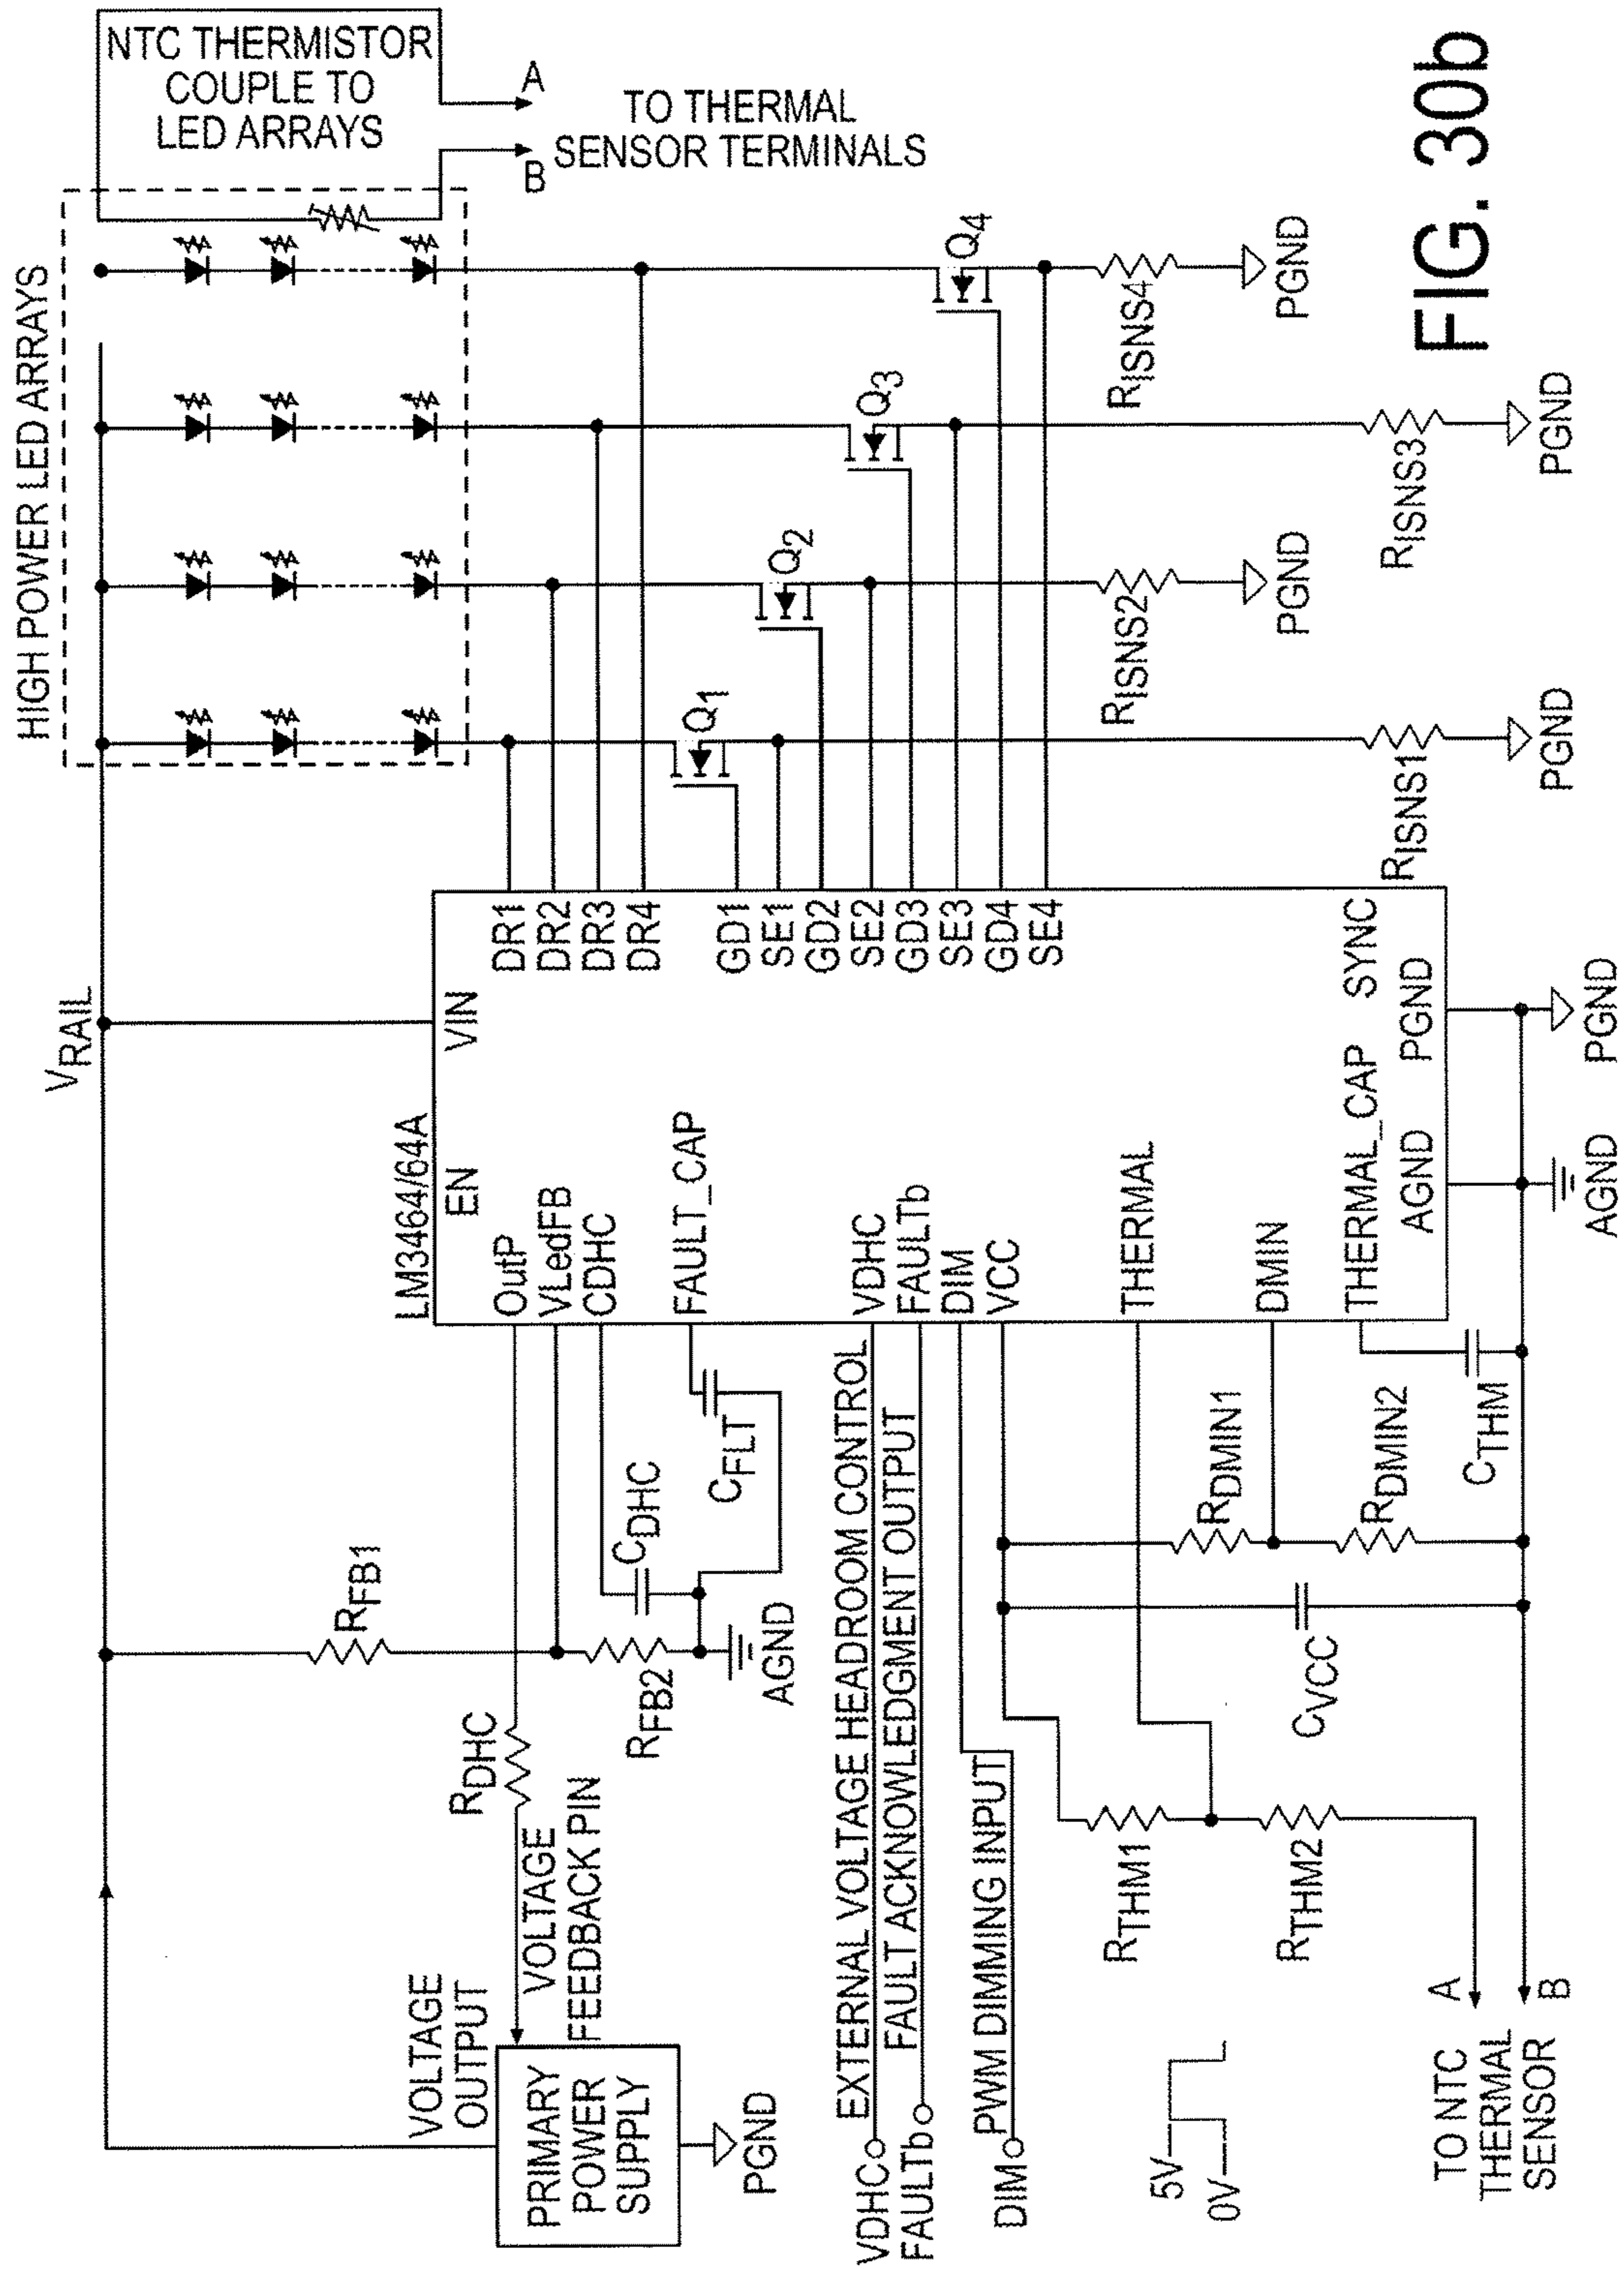 HIGH POWER LED ARRAYS
NTC THERMISTOR
COUPLE TO
LED ARRAYS
A
B
TO THERMAL
SENSOR TERMINALS
VRAIL
VOLTAGE
OUTPUT
PRIMARY
POWER
SUPPLY
PGND
VOLTAGE
FEEDBACK PIN
RDHC
RFB1
RFB2
AGND
CDHC
CFLT
LM3464/64A
EN
VIN
OutP
VLedFB
CDHC
FAULT_CAP
VDHC
FAULTb
DIM
VCC
THERMAL
DMIN
THERMAL_CAP
SYNC
AGND
PGND
DR1
DR2
DR3
DR4
GD1
SE1
GD2
SE2
GD3
SE3
GD4
SE4
Q1
Q2
Q3
Q4
RISNS1
RISNS2
RISNS3
RISNS4
PGND
PGND
PGND
PGND
VDHC
EXTERNAL VOLTAGE HEADROOM CONTROL
FAULTb
FAULT ACKNOWLEDGMENT OUTPUT
DIM
PWM DIMMING INPUT
5V
0V
RTHM1
RTHM2
CVCC
RDMIN1
RDMIN2
CTHM
AGND
PGND
TO NTC
THERMAL
SENSOR
A
B
FIG. 30b